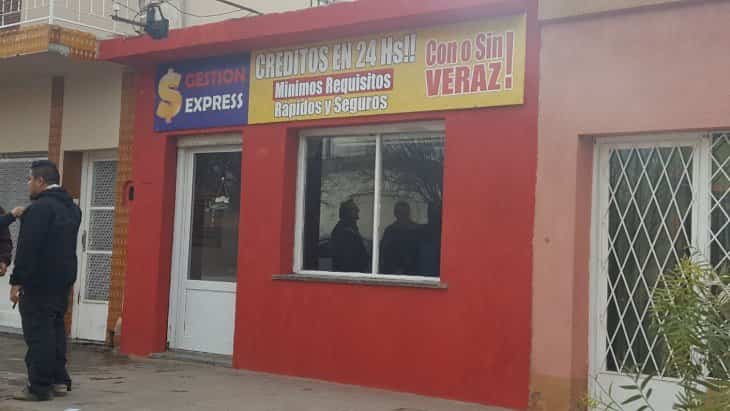 $ GESTION
EXPRESS
CREDITOS EN 24 Hs!!
Minimos Requisitos
Rapidos y Seguros
Con o Sin
VERAZ!